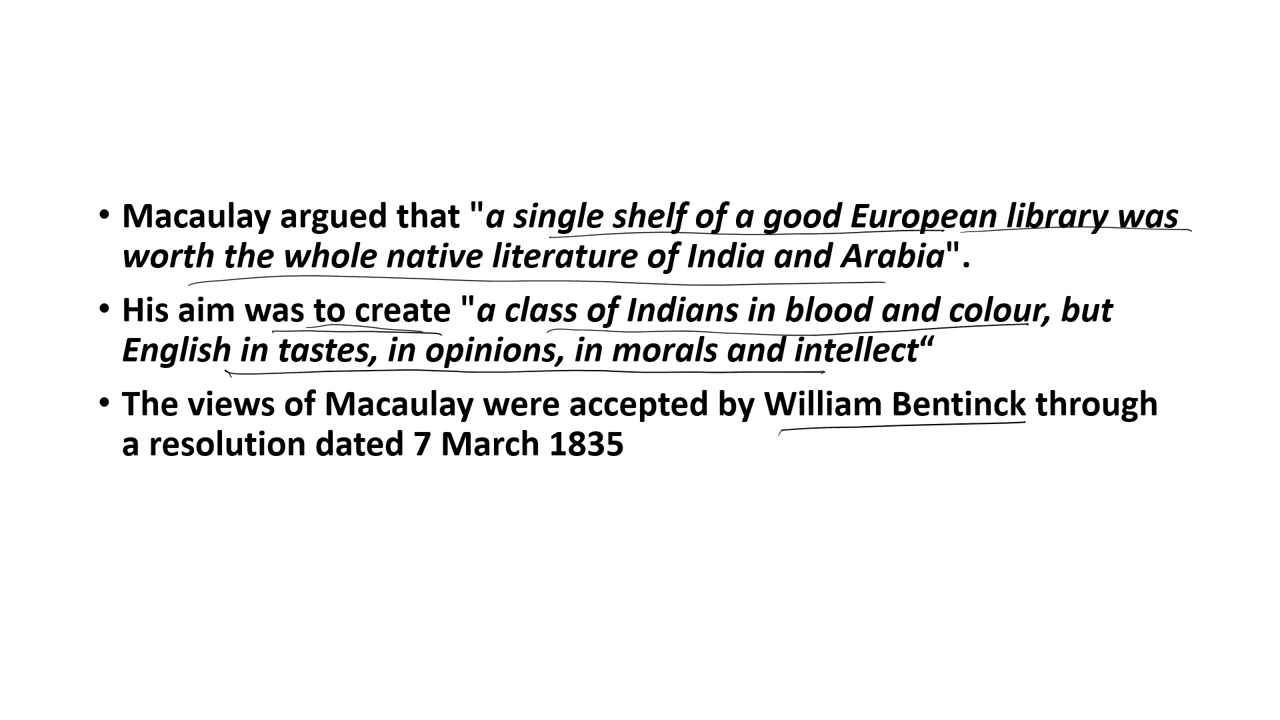 • Macaulay argued that "a single shelf of a good European library was
worth the whole native literature of India and Arabia".
• His aim was to create "a class of Indians in blood and colour, but
English in tastes, in opinions, in morals and intellect“
• The views of Macaulay were accepted by William Bentinck through
a resolution dated 7 March 1835